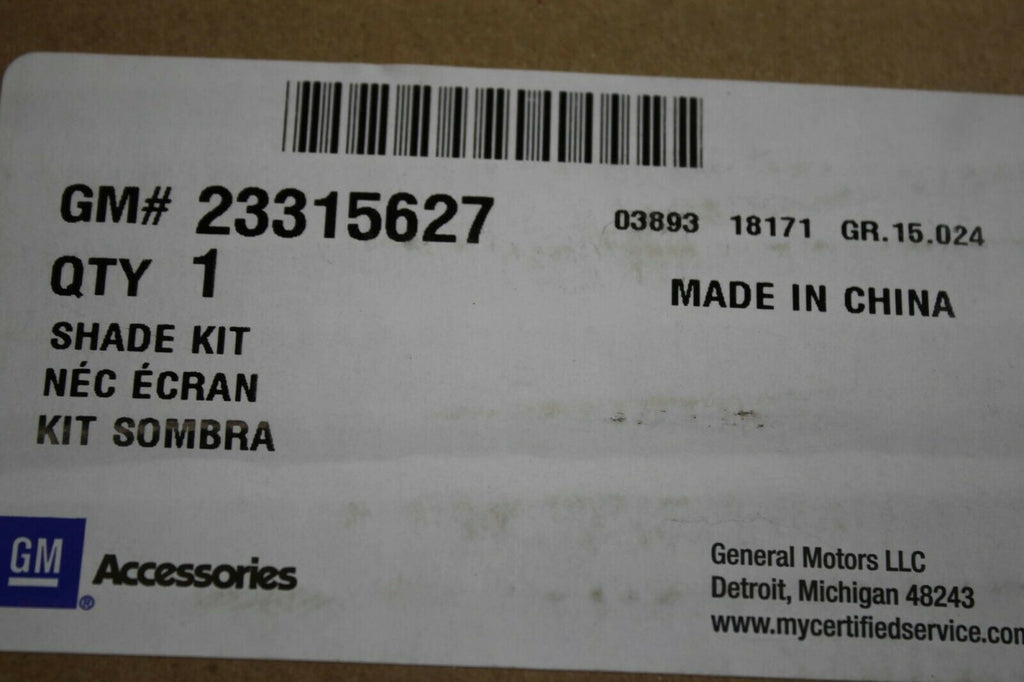 GM# 23315627
03893 18171 GR.15.024
QTY 1
MADE IN CHINA
SHADE KIT
NÉC ÉCRAN
KIT SOMBRA
GM
® Accessories
General Motors LLC
Detroit, Michigan 48243
www.mycertifiedservice.com